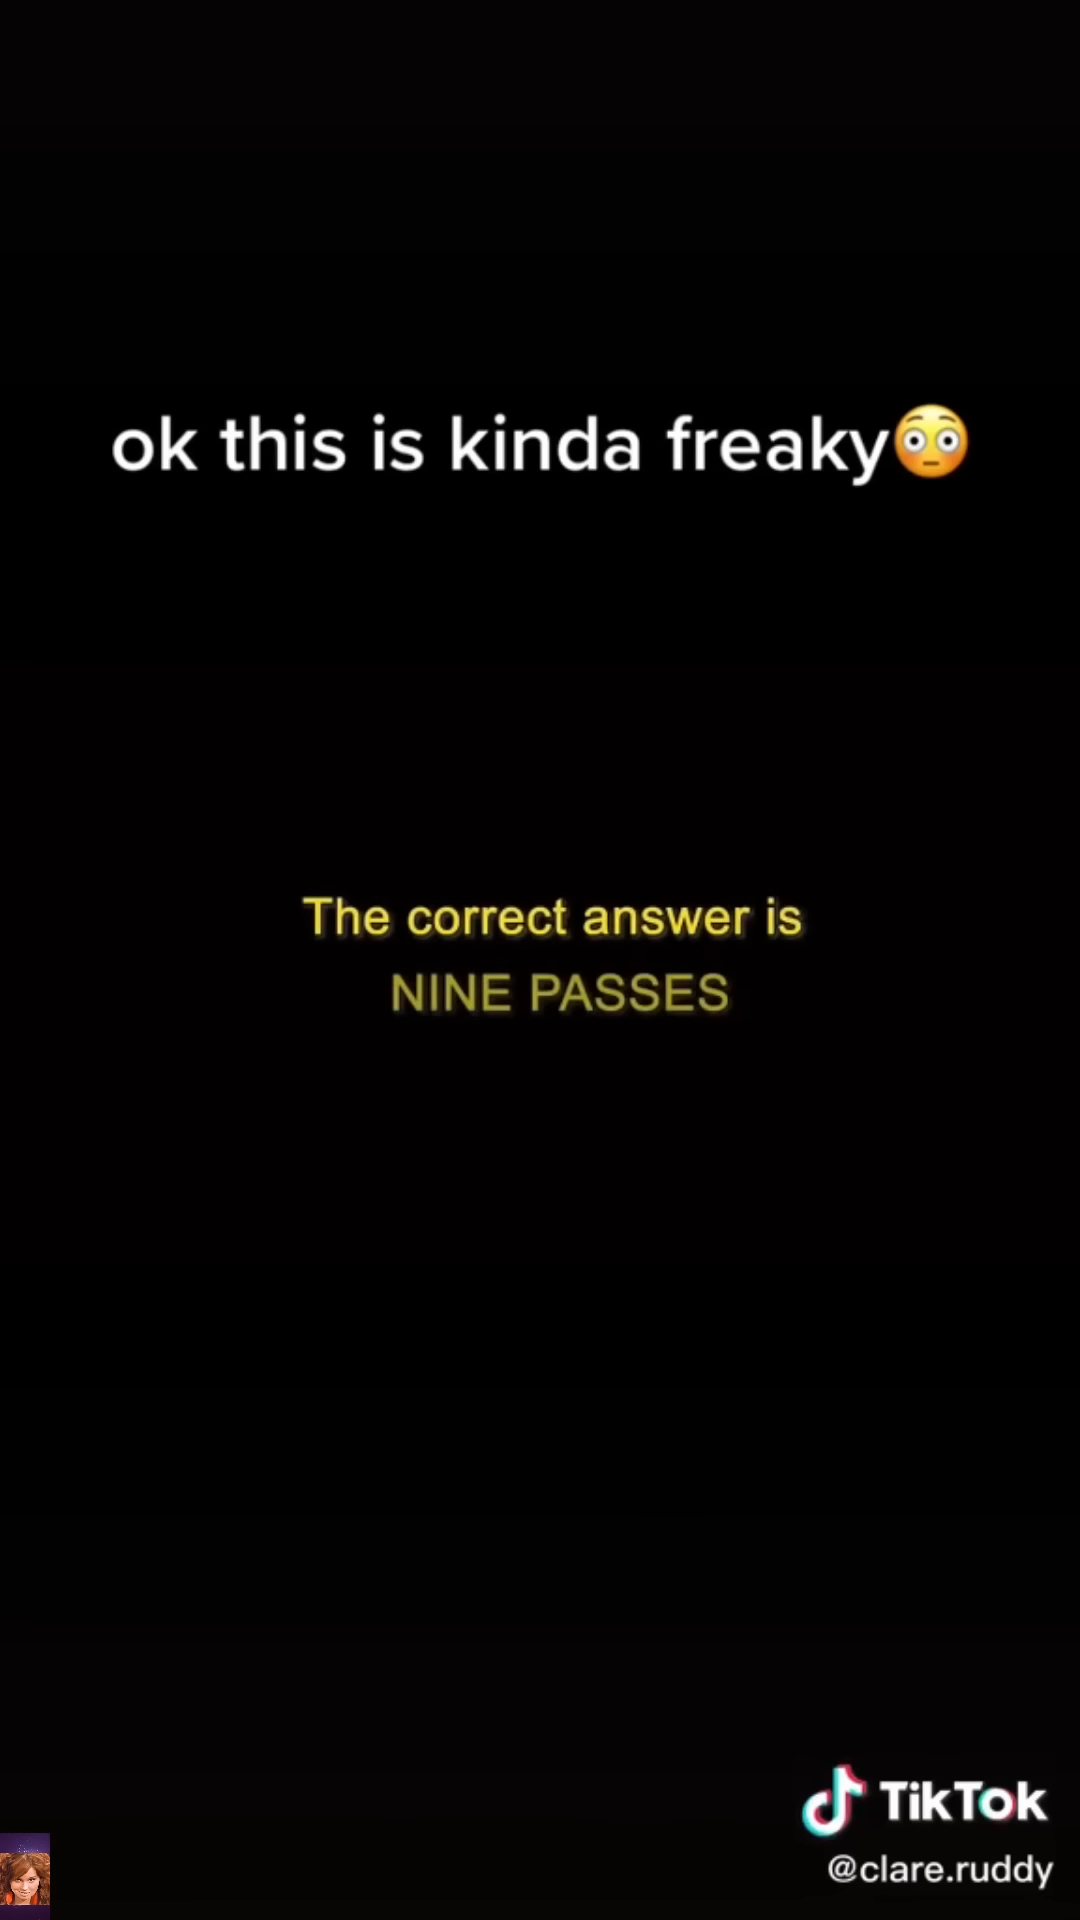 ok this is kinda freaky😳
The correct answer is
NINE PASSES
TikTok
@clare.ruddy